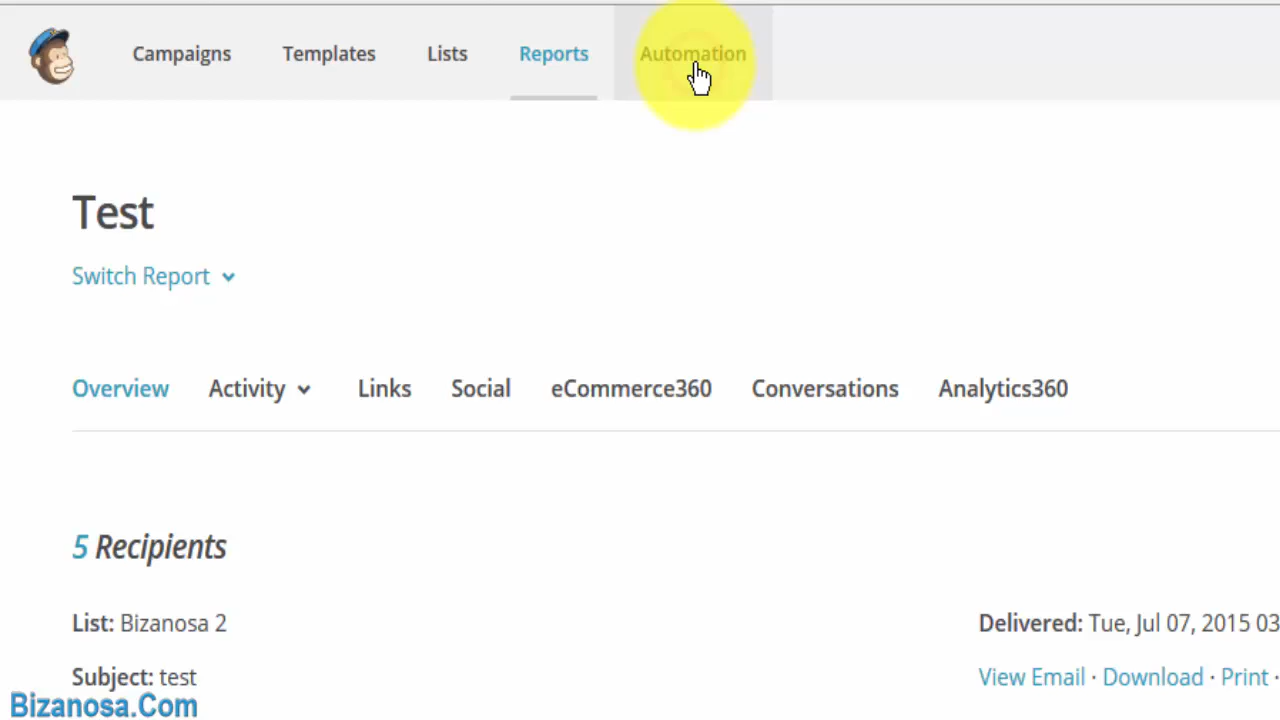 Campaigns Templates Lists Reports Automation
Test
Switch Report
Overview Activity Links Social eCommerce360 Conversations Analytics360
5 Recipients
List: Bizanosa 2 Delivered: Tue, Jul 07, 2015 03
Subject: test View Email · Download · Print ·
Bizanosa.Com